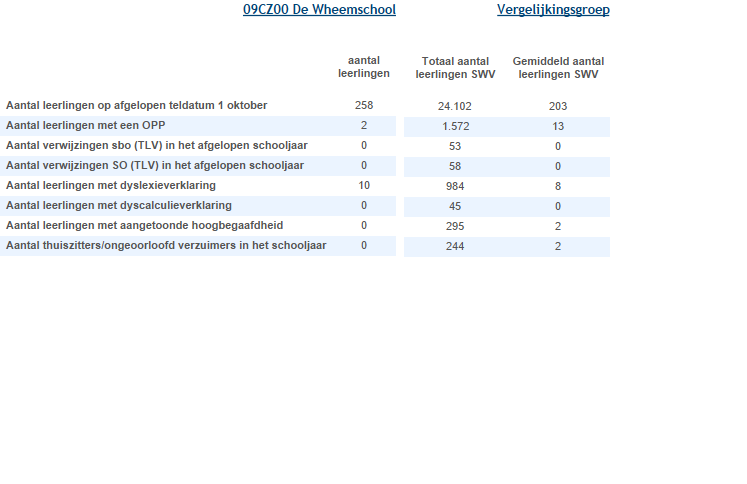 09CZ00 De Wheemschool Vergelijkingsgroep
aantal Totaal aantal Gemiddeld aantal
leerlingen leerlingen SWV leerlingen SWV
Aantal leerlingen op afgelopen teldatum 1 oktober 258 24.102 203
Aantal leerlingen met een OPP 2 1.572 13
Aantal verwijzingen sbo (TLV) in het afgelopen schooljaar 0 53 0
Aantal verwijzingen SO (TLV) in het afgelopen schooljaar 0 58 0
Aantal leerlingen met dyslexieverklaring 10 984 8
Aantal leerlingen met dyscalculieverklaring 0 45 0
Aantal leerlingen met aangetoonde hoogbegaafdheid 0 295 2
Aantal thuiszitters/ongeoorloofd verzuimers in het schooljaar 0 244 2